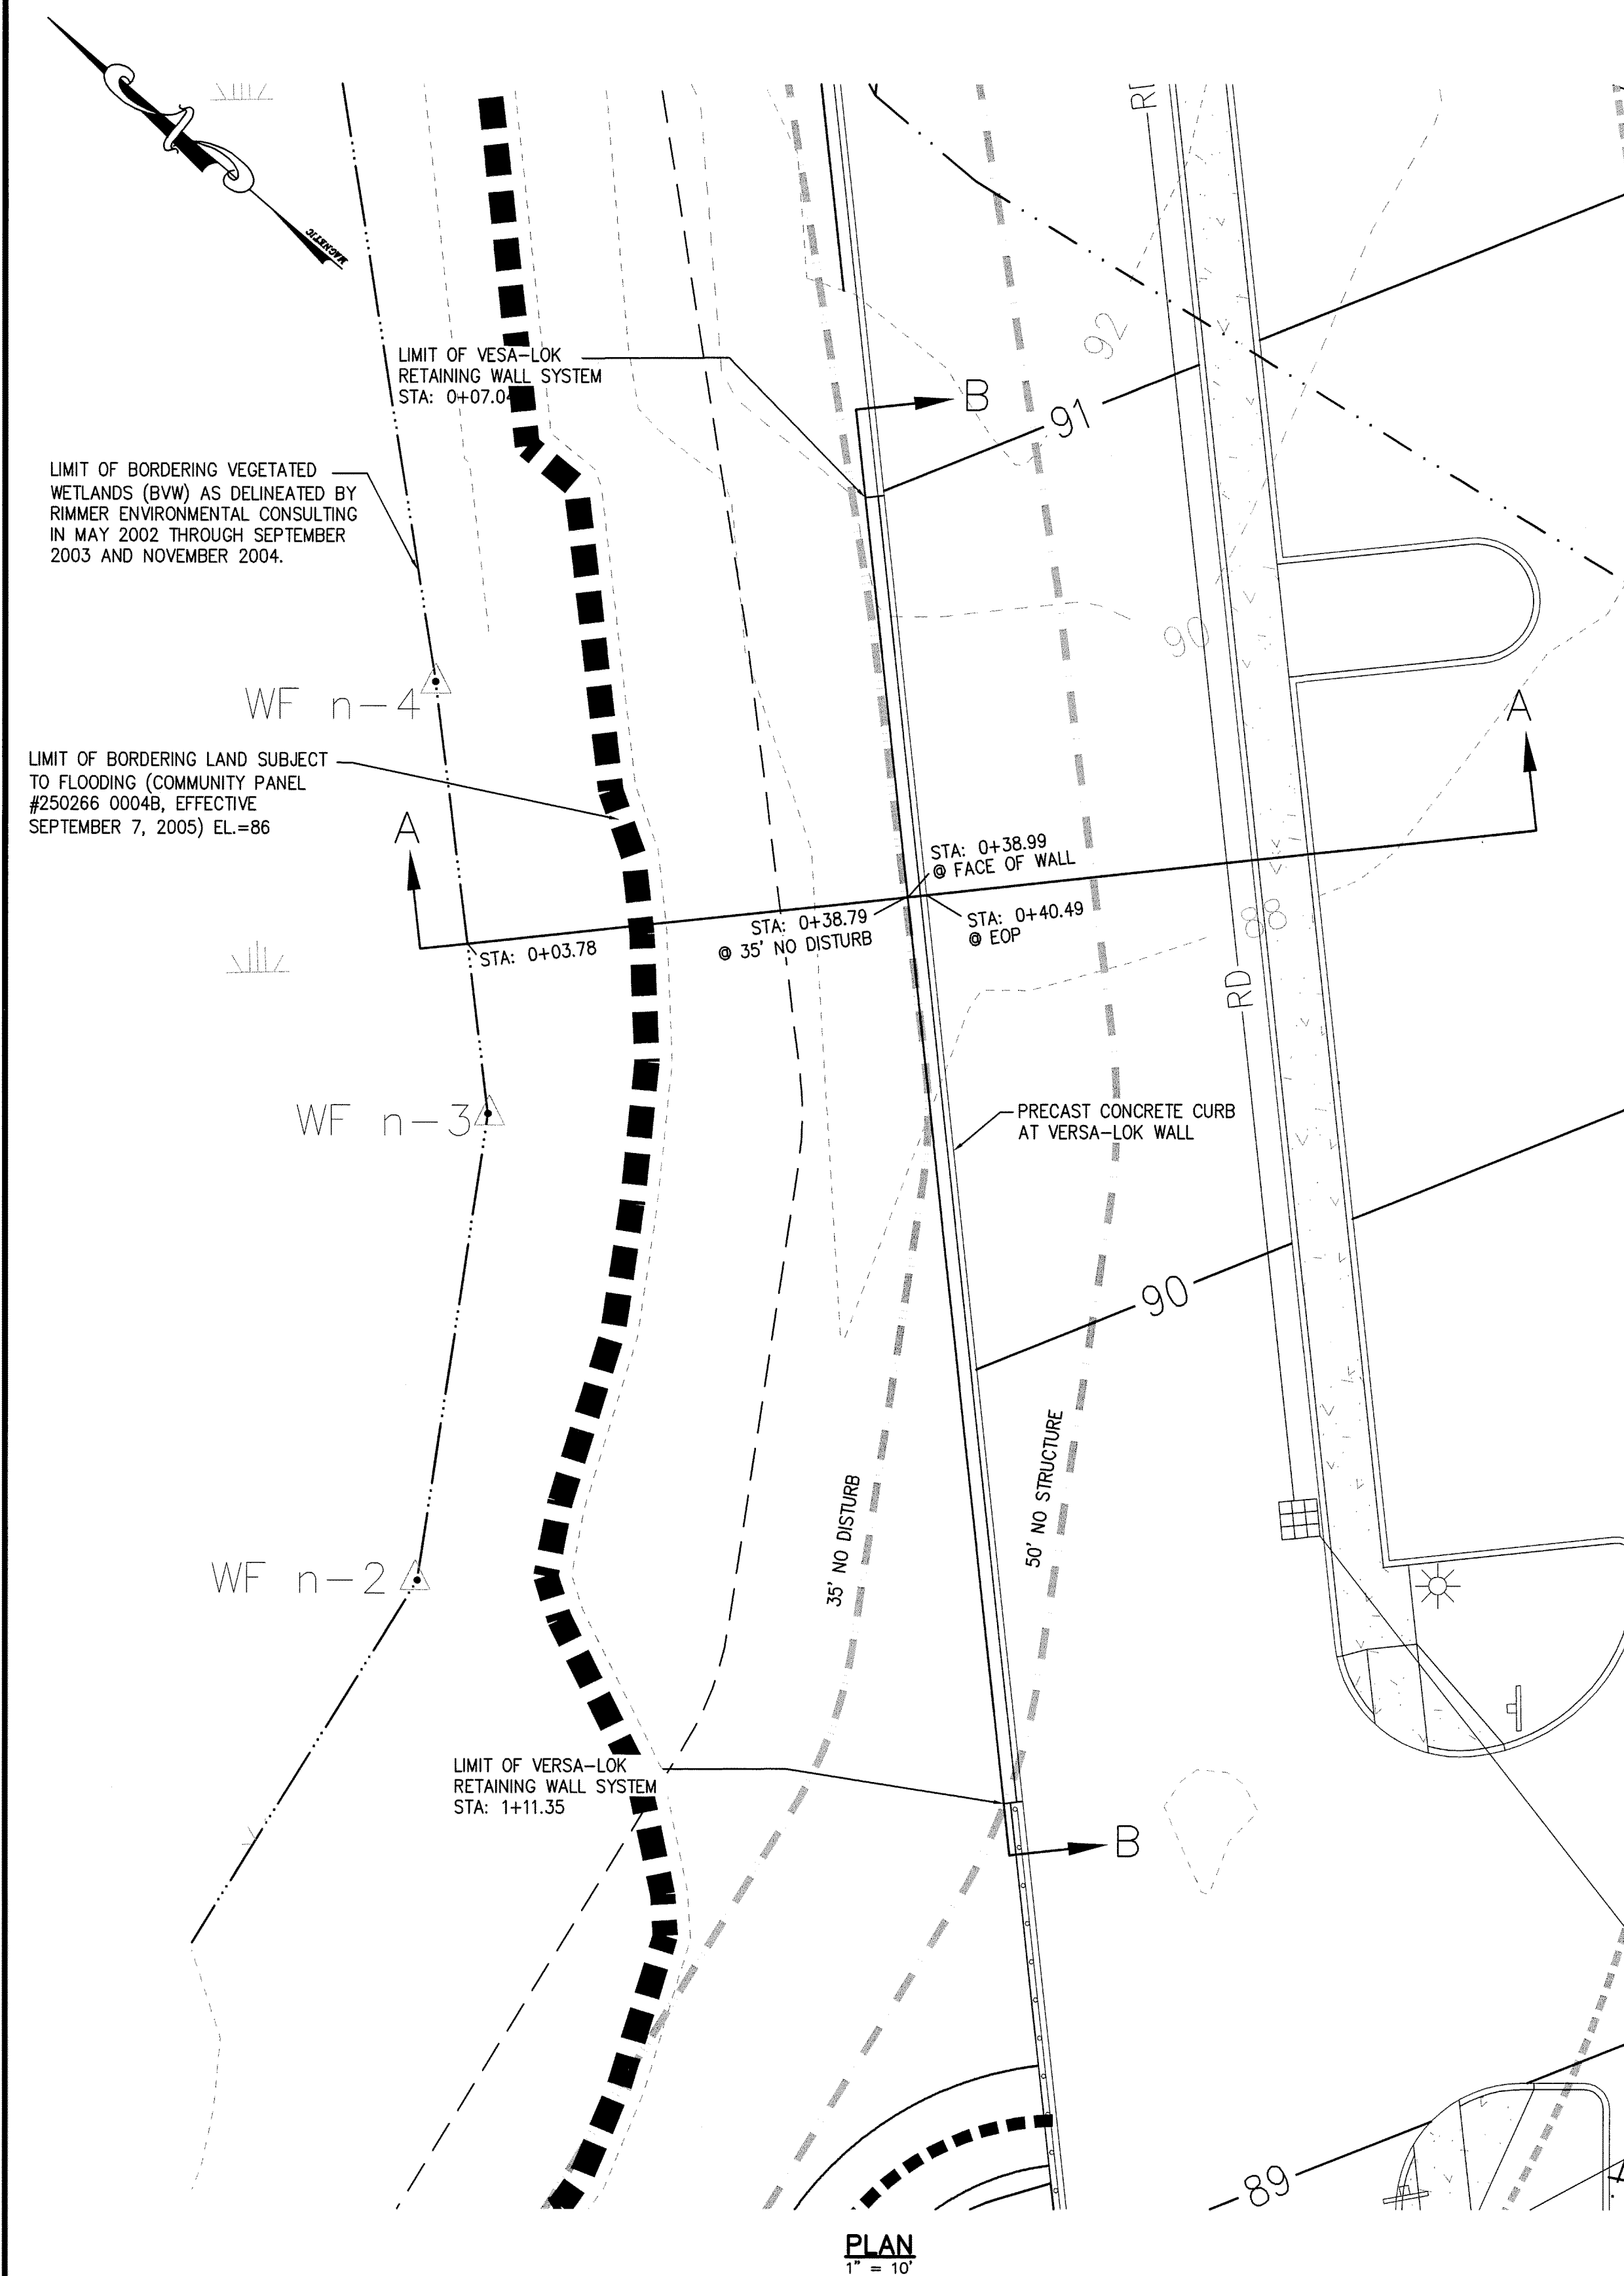 MAGNETIC
RD
92
LIMIT OF VESA-LOK
RETAINING WALL SYSTEM
STA: 0+07.04
B
91
LIMIT OF BORDERING VEGETATED
WETLANDS (BVW) AS DELINEATED BY
RIMMER ENVIRONMENTAL CONSULTING
IN MAY 2002 THROUGH SEPTEMBER
2003 AND NOVEMBER 2004.
90
WF n-4
A
LIMIT OF BORDERING LAND SUBJECT
TO FLOODING (COMMUNITY PANEL
#250266 0004B, EFFECTIVE
SEPTEMBER 7, 2005) EL.=86
A
STA: 0+38.99
@ FACE OF WALL
STA: 0+38.79
@ 35' NO DISTURB
STA: 0+40.49
@ EOP
88
STA: 0+03.78
RD
WF n-3
PRECAST CONCRETE CURB
AT VERSA-LOK WALL
90
35' NO DISTURB
50' NO STRUCTURE
WF n-2
LIMIT OF VERSA-LOK
RETAINING WALL SYSTEM
STA: 1+11.35
B
89
PLAN
1" = 10'